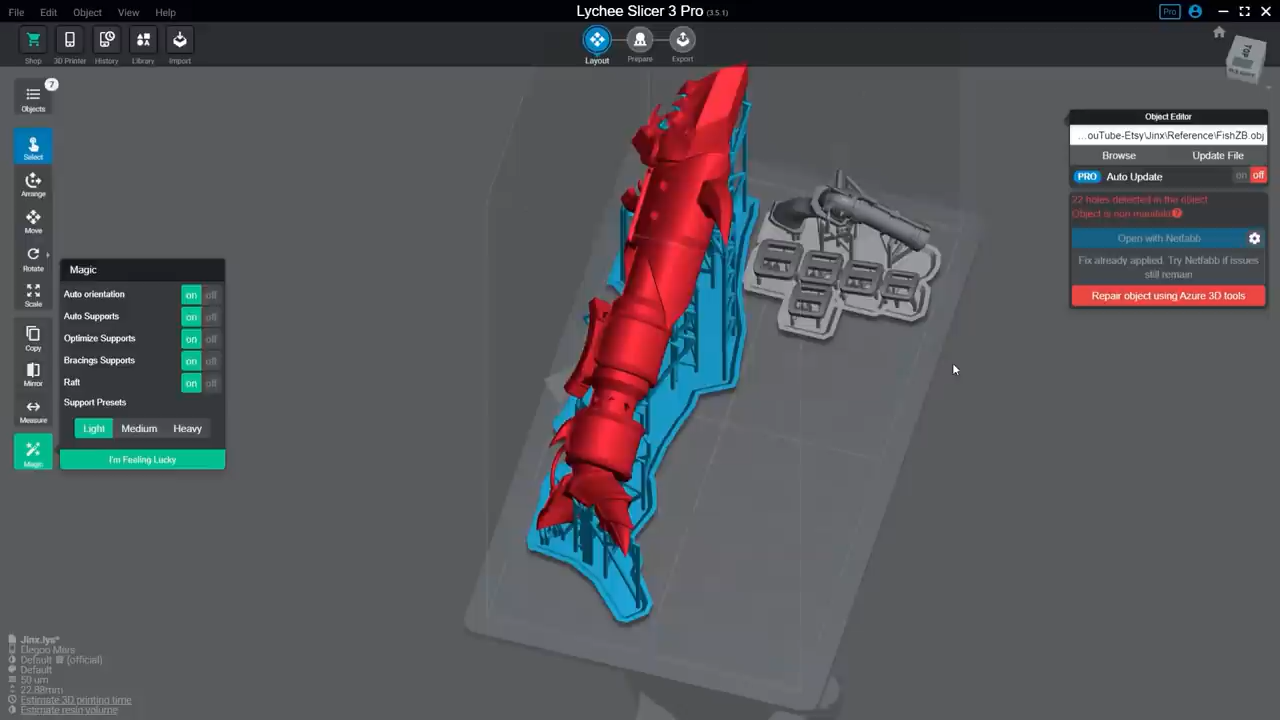 File Edit Object View Help
Lychee Slicer 3 Pro (3.5.1)
Pro
Shop 3D Printer History Library Import
Layout Prepare Export
TOP
7
Objects
Select
Arrange
Move
Rotate
Scale
Copy
Mirror
Measure
Magic
Magic
Auto orientation on off
Auto Supports on off
Optimize Supports on off
Bracings Supports on off
Raft on off
Support Presets
Light Medium Heavy
I'm Feeling Lucky
Object Editor
...ouTube-Etsy\Jinx\Reference\FishZB.obj
Browse Update File
PRO Auto Update on off
22 holes detected in the object
Object is non manifold
Open with Netfabb
Fix already applied. Try Netfabb if issues
still remain
Repair object using Azure 3D tools
Jinx.lys*
Elegoo Mars
Default (official)
Default
50 um
22.88mm
Estimate 3D printing time
Estimate resin volume